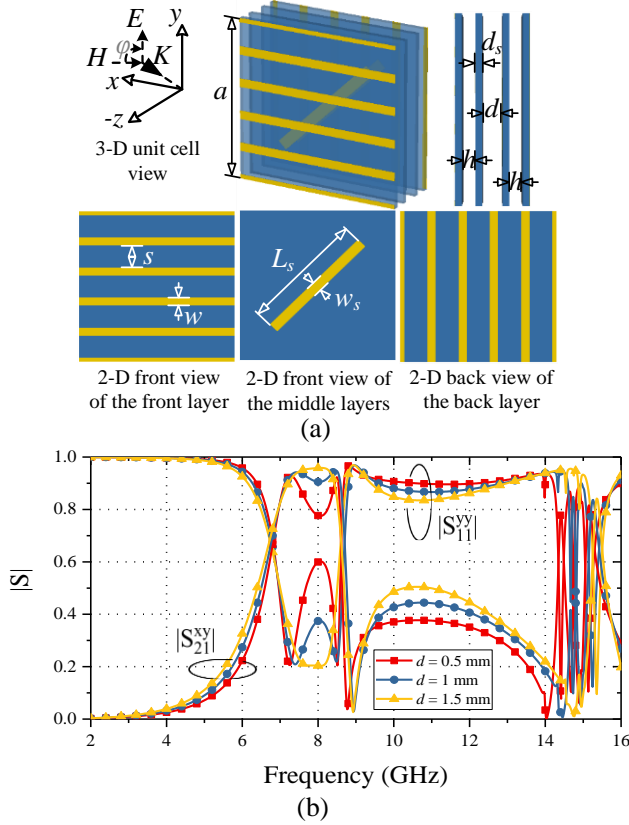 E
y
φ
H
K
x
-z
3-D unit cell
view
a
d_s
d
h
h
s
w
L_s
w_s
2-D front view
of the front layer
2-D front view of
the middle layers
2-D back view of
the back layer
(a)
1.0
0.8
0.6
0.4
0.2
0.0
|S|
|S₁₁^yy|
|S₂₁^xy|
d = 0.5 mm
d = 1 mm
d = 1.5 mm
2 4 6 8 10 12 14 16
Frequency (GHz)
(b)